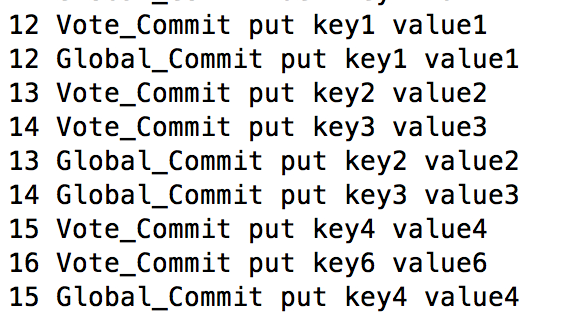 12 Vote_Commit put key1 value1
12 Global_Commit put key1 value1
13 Vote_Commit put key2 value2
14 Vote_Commit put key3 value3
13 Global_Commit put key2 value2
14 Global_Commit put key3 value3
15 Vote_Commit put key4 value4
16 Vote_Commit put key6 value6
15 Global_Commit put key4 value4